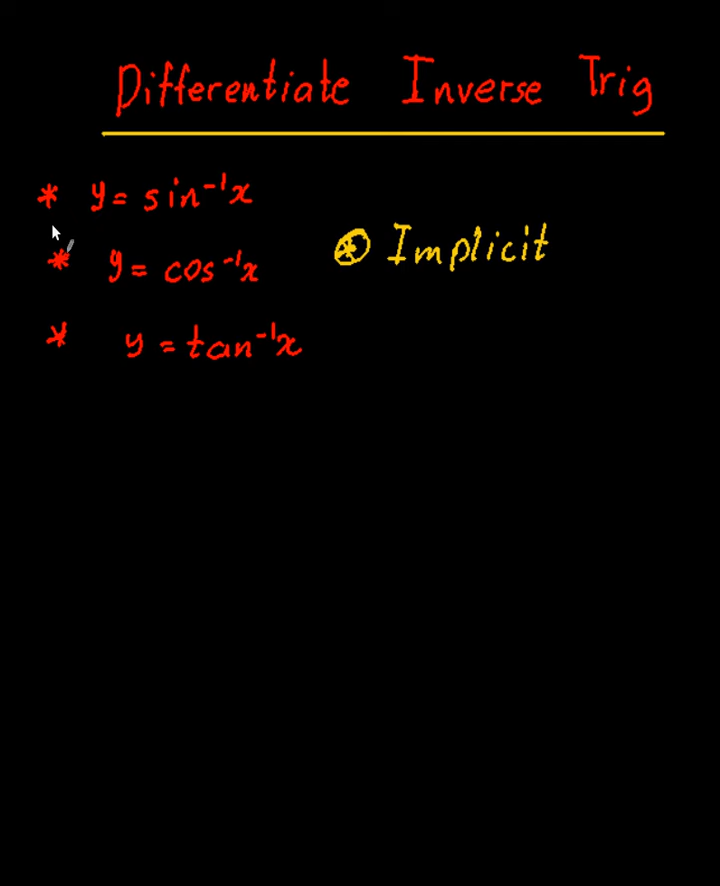 Differentiate Inverse Trig
* y = sin⁻¹x
* y = cos⁻¹x
⊛ Implicit
* y = tan⁻¹x